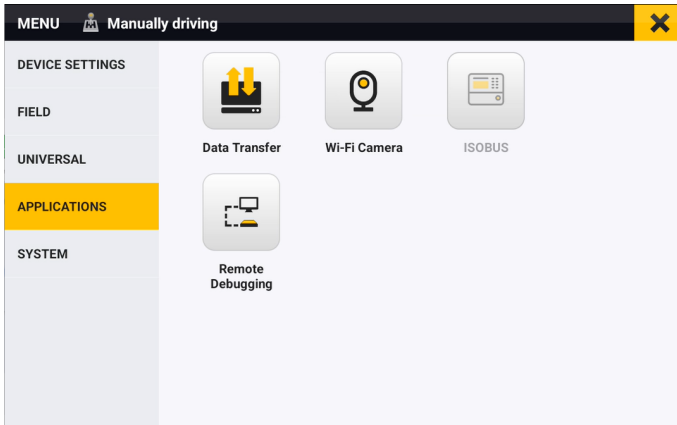 MENU Manually driving
DEVICE SETTINGS
FIELD
UNIVERSAL
APPLICATIONS
SYSTEM
Data Transfer
Wi-Fi Camera
ISOBUS
Remote
Debugging